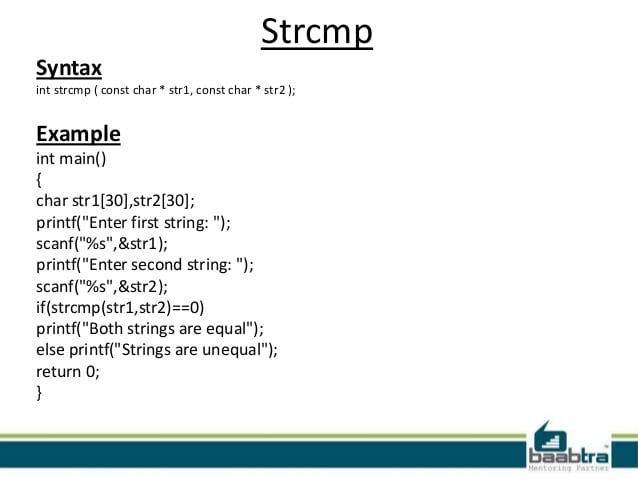 Strcmp
Syntax
int strcmp ( const char * str1, const char * str2 );
Example
int main()
{
char str1[30],str2[30];
printf("Enter first string: ");
scanf("%s",&str1);
printf("Enter second string: ");
scanf("%s",&str2);
if(strcmp(str1,str2)==0)
printf("Both strings are equal");
else printf("Strings are unequal");
return 0;
}
baabtra
Mentoring Partner